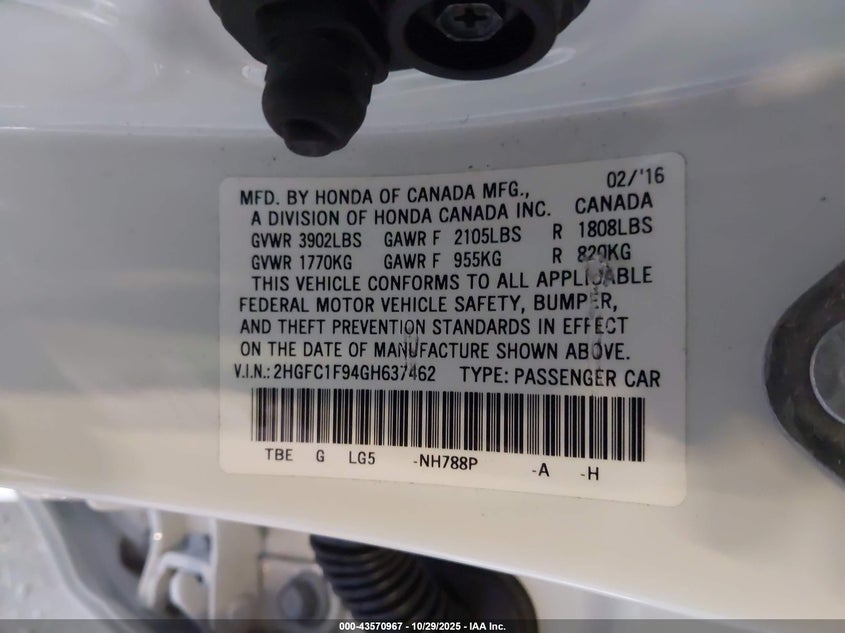 02/'16
MFD. BY HONDA OF CANADA MFG.,
A DIVISION OF HONDA CANADA INC. CANADA
GVWR 3902LBS GAWR F 2105LBS R 1808LBS
GVWR 1770KG GAWR F 955KG R 820KG
THIS VEHICLE CONFORMS TO ALL APPLICABLE
FEDERAL MOTOR VEHICLE SAFETY, BUMPER,
AND THEFT PREVENTION STANDARDS IN EFFECT
ON THE DATE OF MANUFACTURE SHOWN ABOVE.
V.I.N.: 2HGFC1F94GH637462 TYPE: PASSENGER CAR
TBE G LG5 -NH788P -A -H
000-43570967 - 10/29/2025 - IAA Inc.